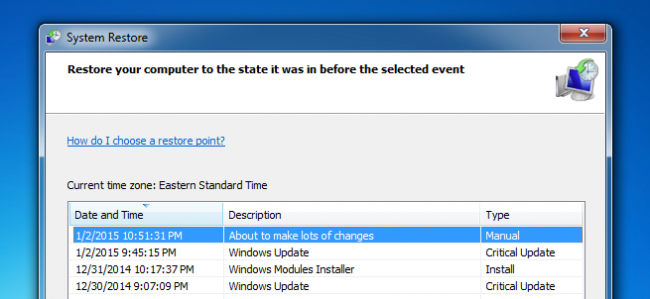 System Restore
Restore your computer to the state it was in before the selected event
How do I choose a restore point?
Current time zone: Eastern Standard Time
Date and Time Description Type
1/2/2015 10:51:31 PM About to make lots of changes Manual
1/2/2015 9:45:15 PM Windows Update Critical Update
12/31/2014 10:17:37 PM Windows Modules Installer Install
12/30/2014 9:07:09 PM Windows Update Critical Update